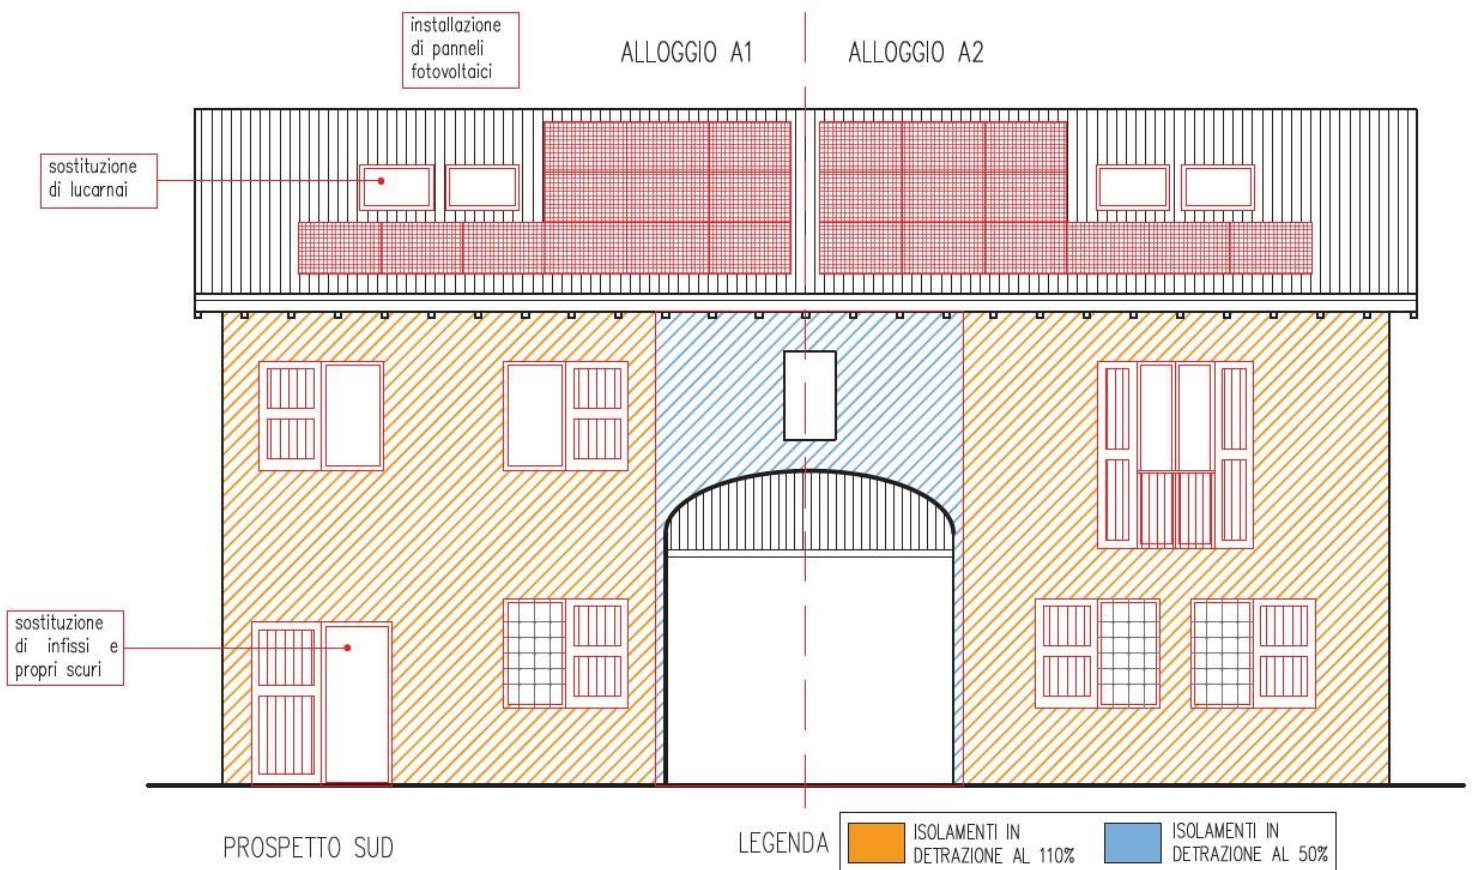 installazione
di panneli
fotovoltaici
ALLOGGIO A1
ALLOGGIO A2
sostituzione
di lucarnai
sostituzione
di infissi e
propri scuri
PROSPETTO SUD
LEGENDA
ISOLAMENTI IN
DETRAZIONE AL 110%
ISOLAMENTI IN
DETRAZIONE AL 50%